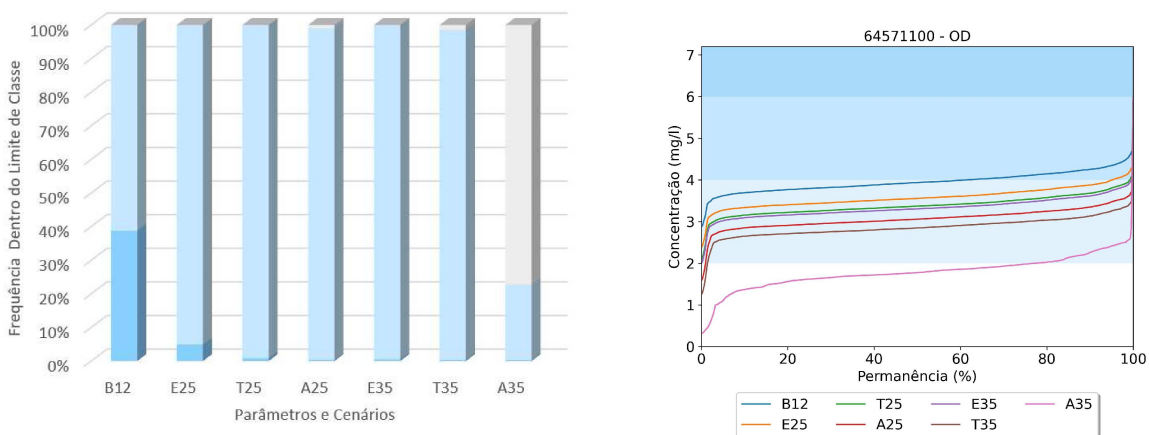 Frequência Dentro do Limite de Classe
100%
90%
80%
70%
60%
50%
40%
30%
20%
10%
0%
B12 E25 T25 A25 E35 T35 A35
Parâmetros e Cenários
64571100 - OD
Concentração (mg/l)
7
6
5
4
3
2
1
0
0 20 40 60 80 100
Permanência (%)
B12 T25 E35 A35
E25 A25 T35